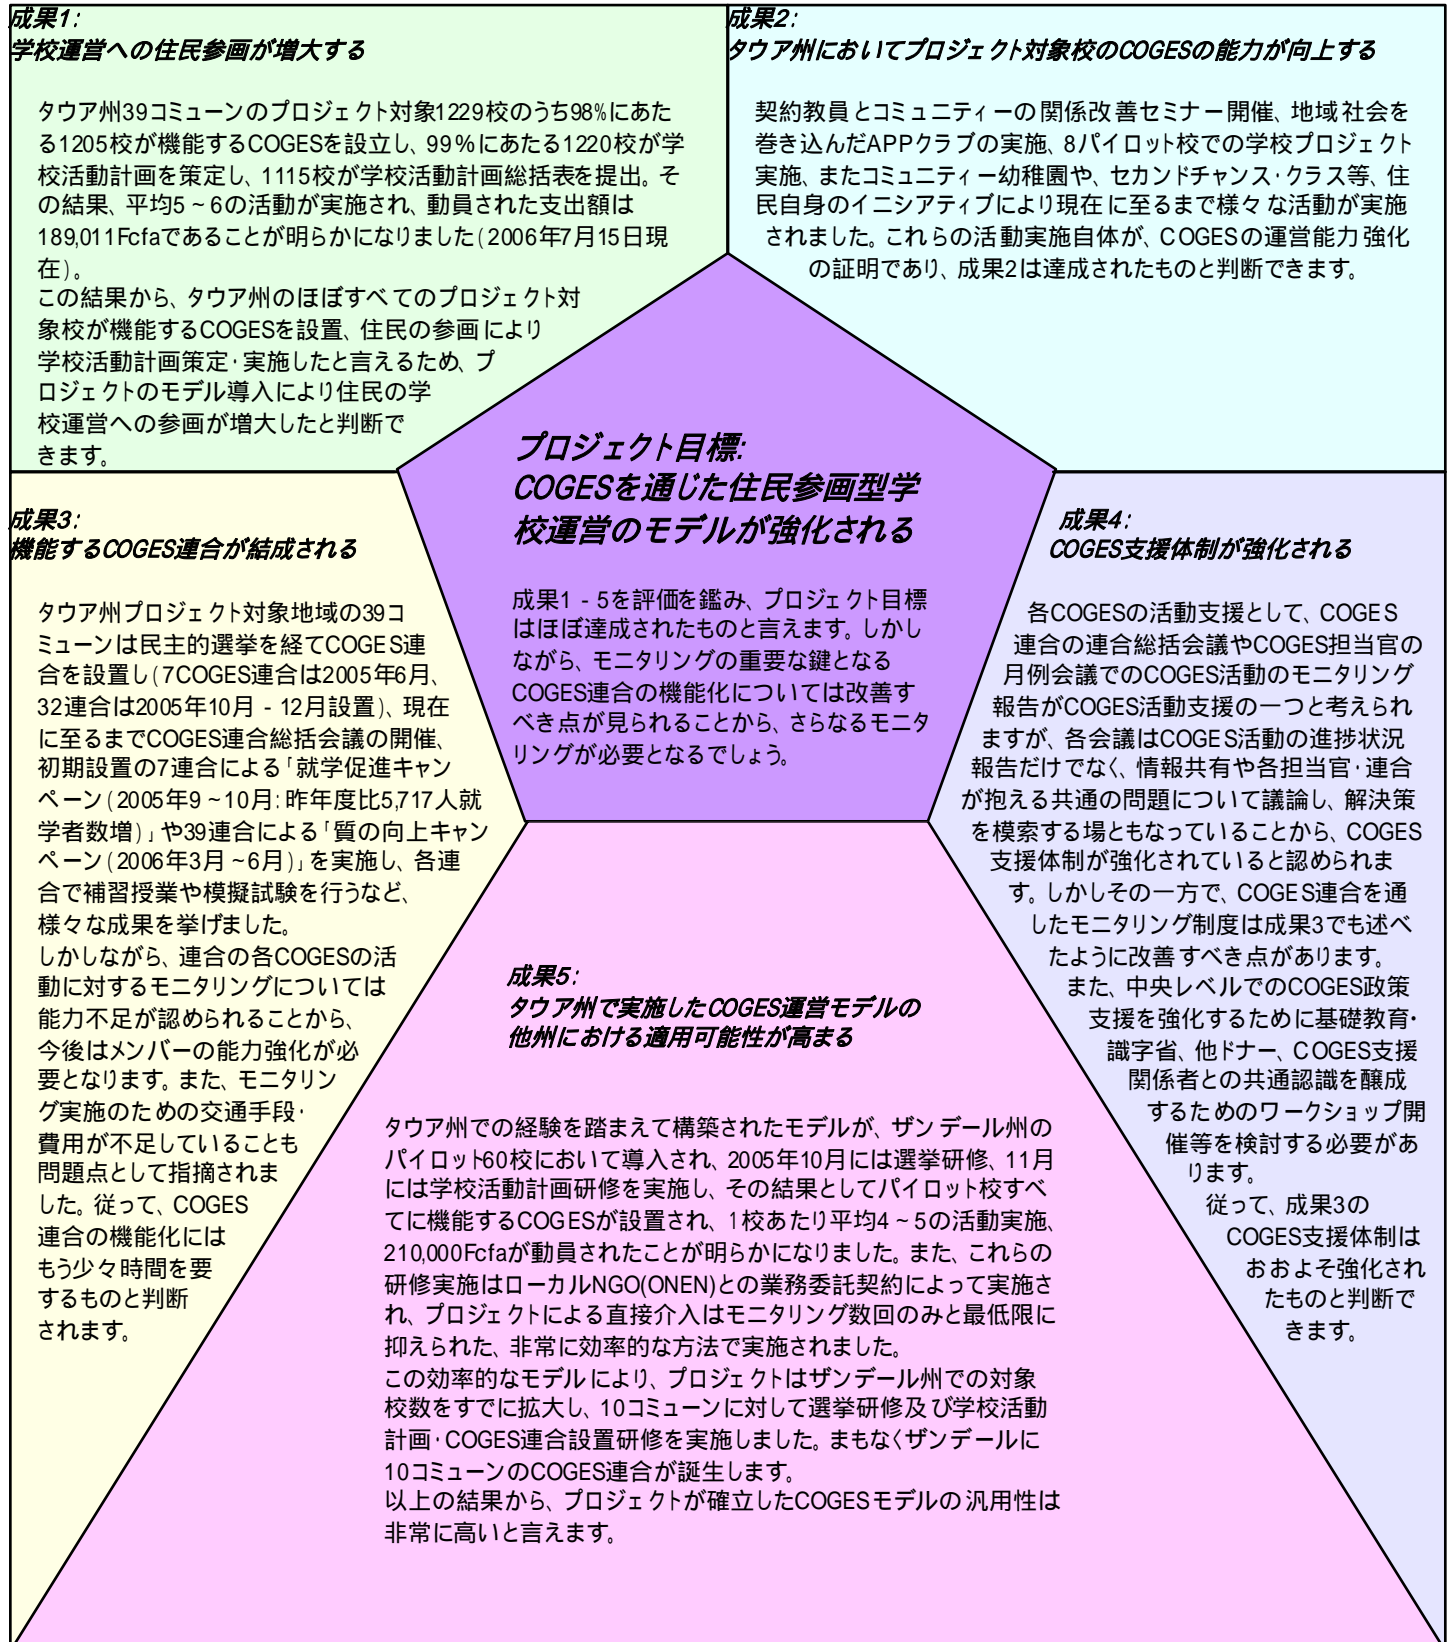 成果1:
学校運営への住民参画が増大する
タウア州39コミューンのプロジェクト対象1229校のうち98%にあた
る1205校が機能するCOGESを設立し、99%にあたる1220校が学
校活動計画を策定し、1115校が学校活動計画総括表を提出。そ
の結果、平均5~6の活動が実施され、動員された支出額は
189,011Fcfaであることが明らかになりました(2006年7月15日現
在)。
この結果から、タウア州のほぼすべてのプロジェクト対
象校が機能するCOGESを設置、住民の参画により
学校活動計画策定・実施したと言えるため、プ
ロジェクトのモデル導入により住民の学
校運営への参画が増大したと判断で
きます。
成果2:
タウア州においてプロジェクト対象校のCOGESの能力が向上する
契約教員とコミュニティーの関係改善セミナー開催、地域社会を
巻き込んだAPPクラブの実施、8パイロット校での学校プロジェクト
実施、またコミュニティー幼稚園や、セカンドチャンス・クラス等、住
民自身のイニシアティブにより現在に至るまで様々な活動が実施
されました。これらの活動実施自体が、COGESの運営能力強化
の証明であり、成果2は達成されたものと判断できます。
プロジェクト目標:
COGESを通じた住民参画型学
校運営のモデルが強化される
成果1-5を評価を鑑み、プロジェクト目標
はほぼ達成されたものと言えます。しかし
ながら、モニタリングの重要な鍵となる
COGES連合の機能化については改善す
べき点が見られることから、さらなるモニタ
リングが必要となるでしょう。
成果3:
機能するCOGES連合が結成される
タウア州プロジェクト対象地域の39コ
ミューンは民主的選挙を経てCOGES連
合を設置し(7COGES連合は2005年6月、
32連合は2005年10月-12月設置)、現在
に至るまでCOGES連合総括会議の開催、
初期設置の7連合による「就学促進キャン
ペーン(2005年9~10月:昨年度比5,717人就
学者数増)」や39連合による「質の向上キャン
ペーン(2006年3月~6月)」を実施し、各連
合で補習授業や模擬試験を行うなど、
様々な成果を挙げました。
しかしながら、連合の各COGESの活
動に対するモニタリングについては
能力不足が認められることから、
今後はメンバーの能力強化が必
要となります。また、モニタリン
グ実施のための交通手段・
費用が不足していることも
問題点として指摘されま
した。従って、COGES
連合の機能化には
もう少々時間を要
するものと判断
されます。
成果4:
COGES支援体制が強化される
各COGESの活動支援として、COGES
連合の連合総括会議やCOGES担当官の
月例会議でのCOGES活動のモニタリング
報告がCOGES活動支援の一つと考えられ
ますが、各会議はCOGES活動の進捗状況
報告だけでなく、情報共有や各担当官・連合
が抱える共通の問題について議論し、解決策
を模索する場ともなっていることから、COGES
支援体制が強化されていると認められま
す。しかしその一方で、COGES連合を通
したモニタリング制度は成果3でも述べ
たように改善すべき点があります。
また、中央レベルでのCOGES政策
支援を強化するために基礎教育・
識字省、他ドナー、COGES支援
関係者との共通認識を醸成
するためのワークショップ開
催等を検討する必要があ
ります。
従って、成果3の
COGES支援体制は
おおよそ強化され
たものと判断で
きます。
成果5:
タウア州で実施したCOGES運営モデルの
他州における適用可能性が高まる
タウア州での経験を踏まえて構築されたモデルが、ザンデール州の
パイロット60校において導入され、2005年10月には選挙研修、11月
には学校活動計画研修を実施し、その結果としてパイロット校すべ
てに機能するCOGESが設置され、1校あたり平均4~5の活動実施、
210,000Fcfaが動員されたことが明らかになりました。また、これらの
研修実施はローカルNGO(ONEN)との業務委託契約によって実施さ
れ、プロジェクトによる直接介入はモニタリング数回のみと最低限に
抑えられた、非常に効率的な方法で実施されました。
この効率的なモデルにより、プロジェクトはザンデール州での対象
校数をすでに拡大し、10コミューンに対して選挙研修及び学校活動
計画・COGES連合設置研修を実施しました。まもなくザンデールに
10コミューンのCOGES連合が誕生します。
以上の結果から、プロジェクトが確立したCOGESモデルの汎用性は
非常に高いと言えます。